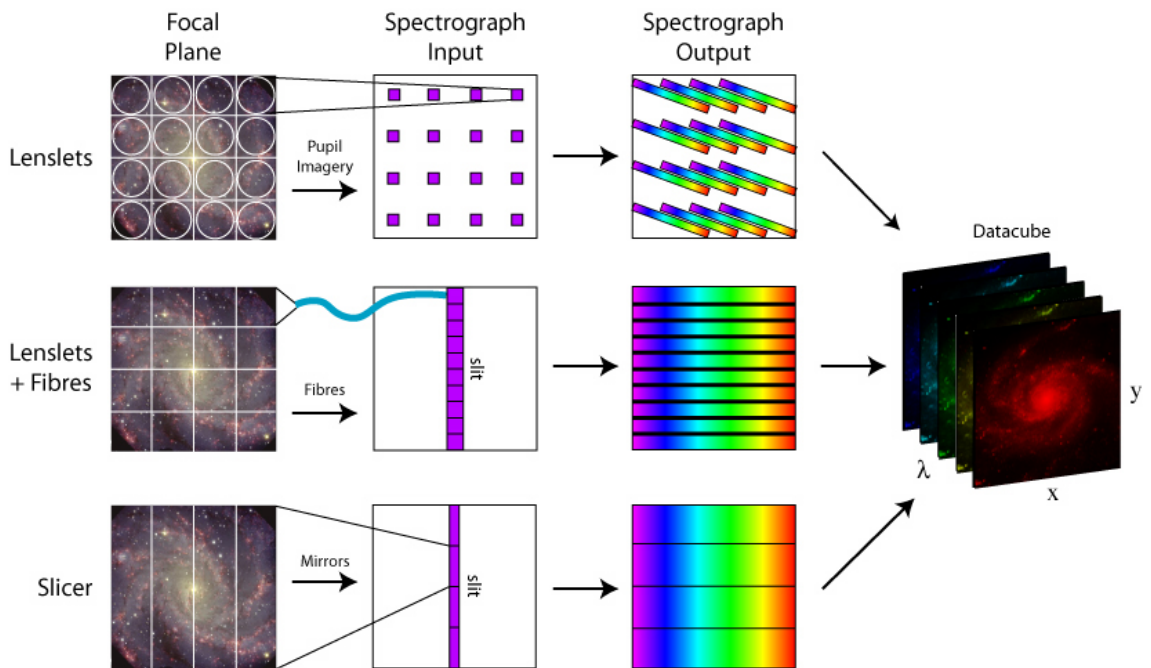 Focal
Plane
Spectrograph
Input
Spectrograph
Output
Lenslets
Pupil
Imagery
Datacube
Lenslets
+ Fibres
Fibres
slit
y
λ
x
Slicer
Mirrors
slit